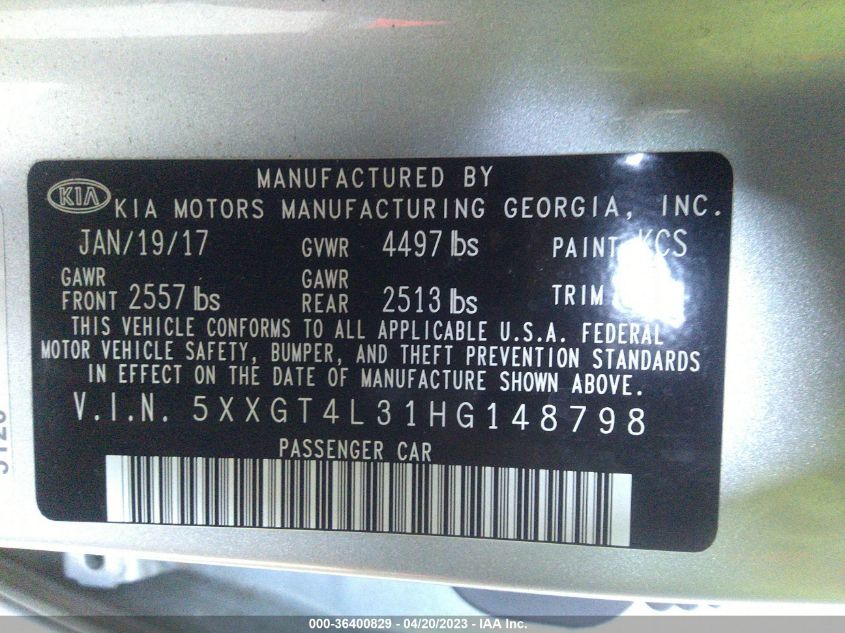 MANUFACTURED BY
KIA
KIA MOTORS MANUFACTURING GEORGIA, INC.
JAN/19/17 GVWR 4497 lbs PAINT KCS
GAWR FRONT 2557 lbs GAWR REAR 2513 lbs TRIM
THIS VEHICLE CONFORMS TO ALL APPLICABLE U.S.A. FEDERAL
MOTOR VEHICLE SAFETY, BUMPER, AND THEFT PREVENTION STANDARDS
IN EFFECT ON THE DATE OF MANUFACTURE SHOWN ABOVE.
V.I.N. 5XXGT4L31HG148798
PASSENGER CAR
000-36400829 - 04/20/2023 - IAA Inc.